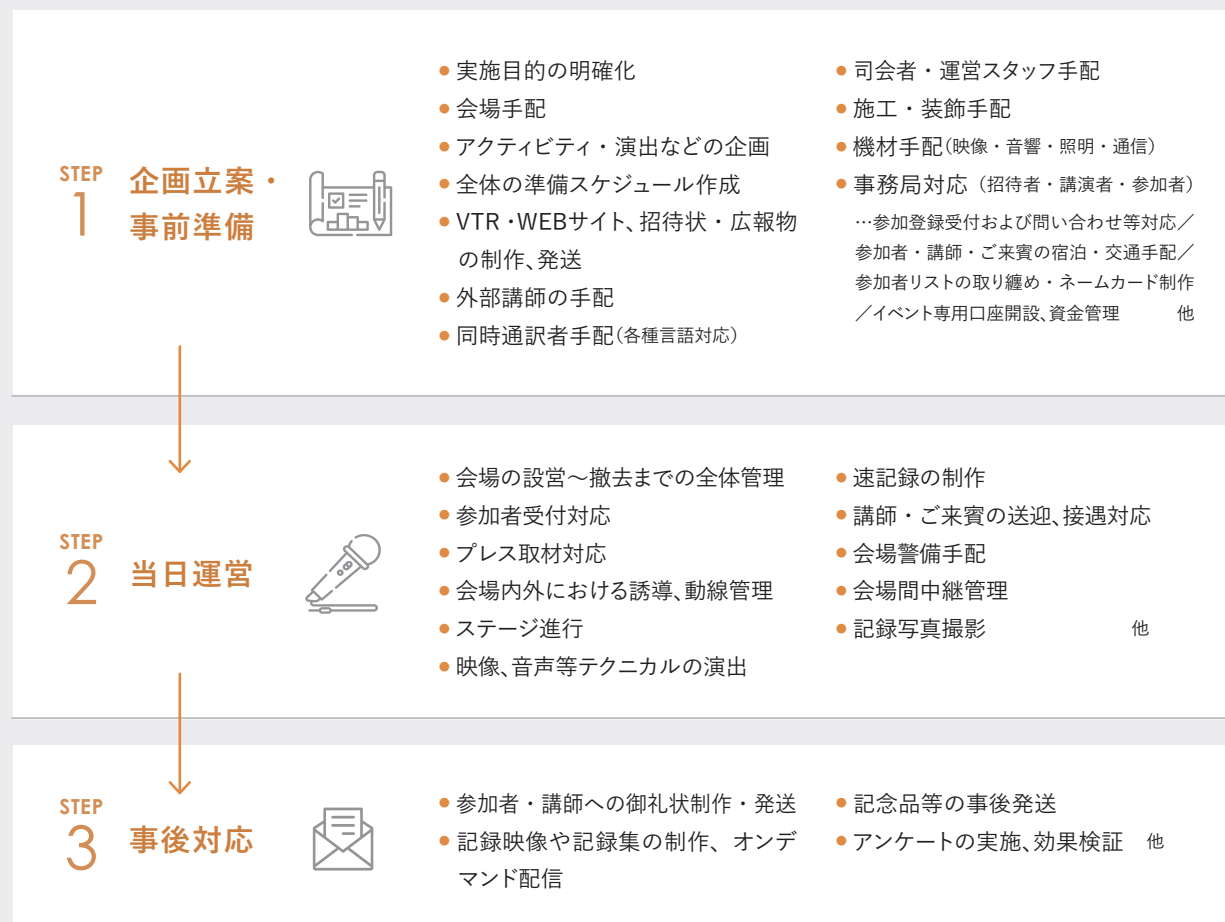 STEP
1
企画立案・
事前準備
●実施目的の明確化
●会場手配
●アクティビティ・演出などの企画
●全体の準備スケジュール作成
●VTR・WEBサイト、招待状・広報物
の制作、発送
●外部講師の手配
●同時通訳者手配(各種言語対応)
●司会者・運営スタッフ手配
●施工・装飾手配
●機材手配(映像・音響・照明・通信)
●事務局対応（招待者・講演者・参加者）
…参加登録受付および問い合わせ等対応／
参加者・講師・ご来賓の宿泊・交通手配／
参加者リストの取り纏め・ネームカード制作
／イベント専用口座開設、資金管理　他
STEP
2
当日運営
●会場の設営～撤去までの全体管理
●参加者受付対応
●プレス取材対応
●会場内外における誘導、動線管理
●ステージ進行
●映像、音声等テクニカルの演出
●速記録の制作
●講師・ご来賓の送迎、接遇対応
●会場警備手配
●会場間中継管理
●記録写真撮影　他
STEP
3
事後対応
●参加者・講師への御礼状制作・発送
●記録映像や記録集の制作、オンデ
マンド配信
●記念品等の事後発送
●アンケートの実施、効果検証　他